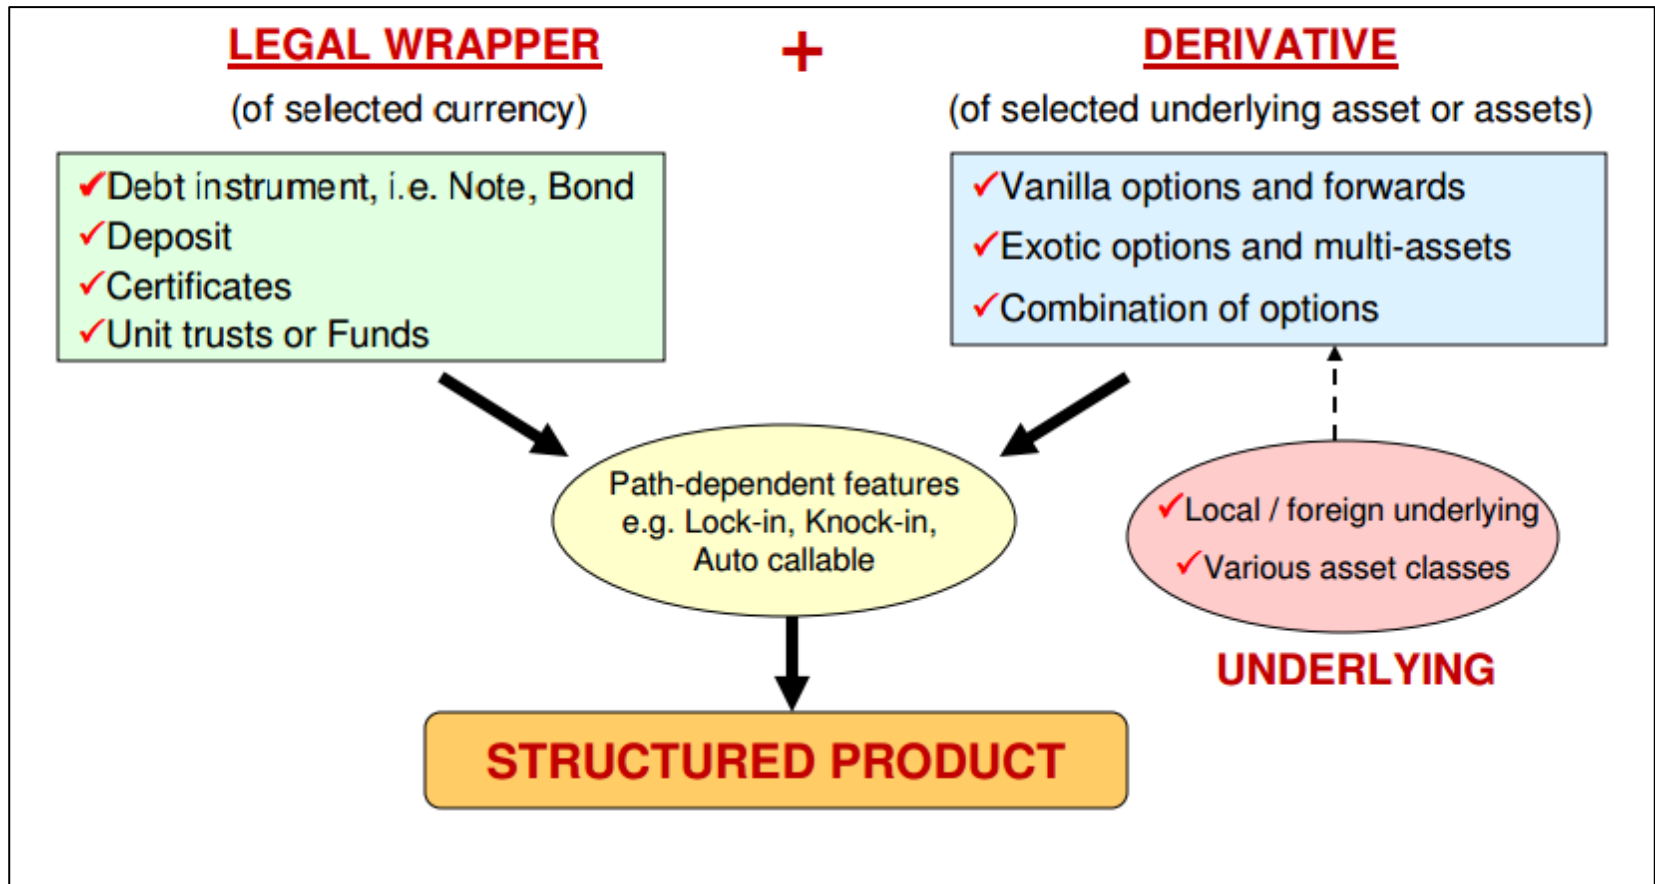 LEGAL WRAPPER
+
DERIVATIVE
(of selected currency)
(of selected underlying asset or assets)
✓Debt instrument, i.e. Note, Bond
✓Deposit
✓Certificates
✓Unit trusts or Funds
✓Vanilla options and forwards
✓Exotic options and multi-assets
✓Combination of options
Path-dependent features
e.g. Lock-in, Knock-in,
Auto callable
✓Local / foreign underlying
✓Various asset classes
UNDERLYING
STRUCTURED PRODUCT